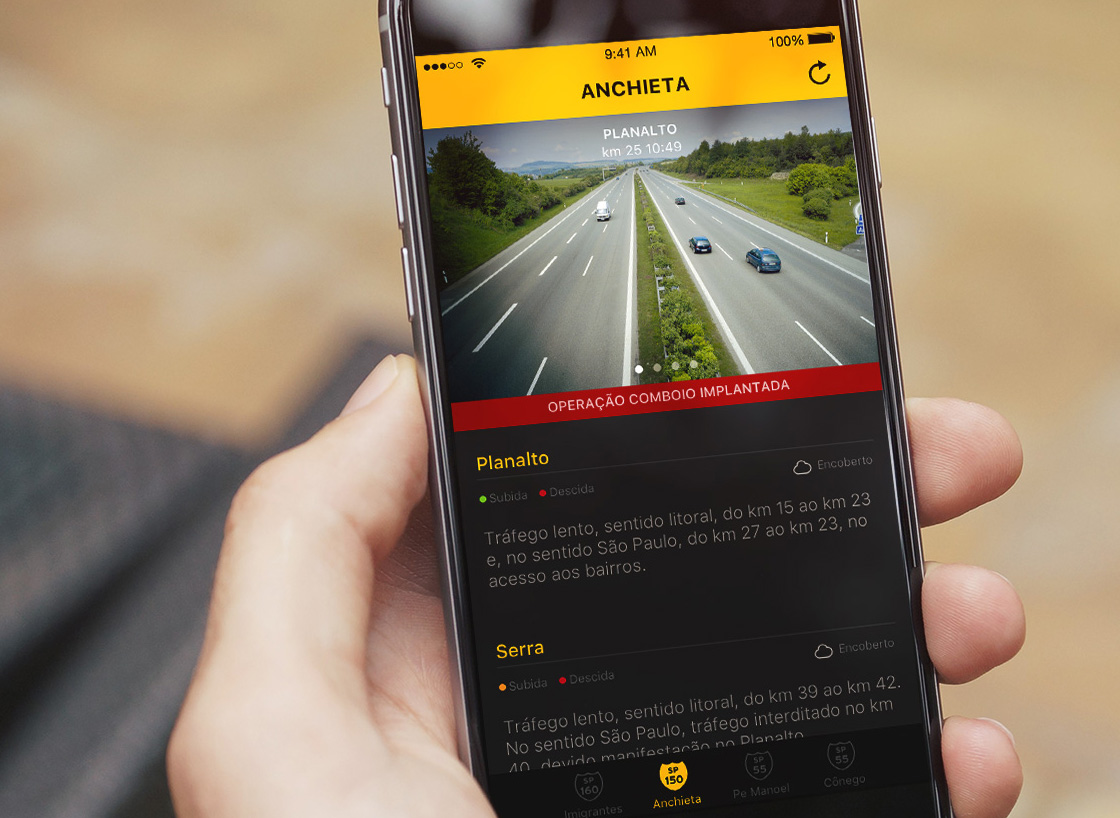 9:41 AM
100%
ANCHIETA
PLANALTO
km 25 10:49
OPERAÇÃO COMBOIO IMPLANTADA
Planalto
Encoberto
Subida
Descida
Tráfego lento, sentido litoral, do km 15 ao km 23
e, no sentido São Paulo, do km 27 ao km 23, no
acesso aos bairros.
Serra
Encoberto
Subida
Descida
Tráfego lento, sentido litoral, do km 39 ao km 42.
No sentido São Paulo, tráfego interditado no km
40, devido manifestação no Planalto
SP
160
Imigrantes
SP
150
Anchieta
SP
55
Pe Manoel
SP
55
Cônego